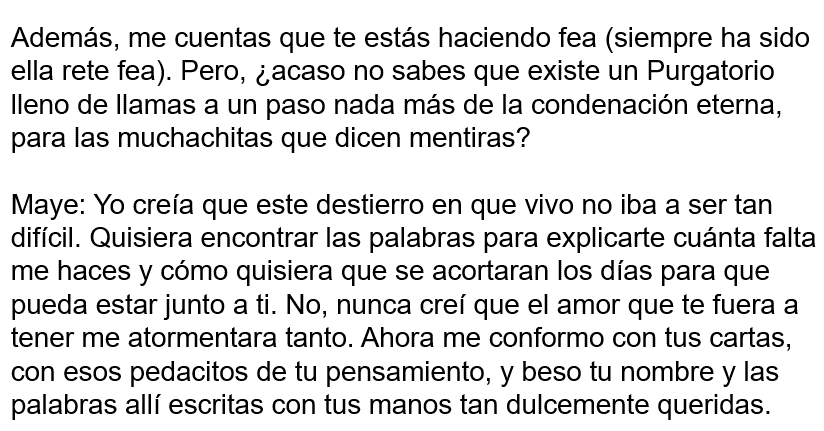 Además, me cuentas que te estás haciendo fea (siempre ha sido
ella rete fea). Pero, ¿acaso no sabes que existe un Purgatorio
lleno de llamas a un paso nada más de la condenación eterna,
para las muchachitas que dicen mentiras?
Maye: Yo creía que este destierro en que vivo no iba a ser tan
difícil. Quisiera encontrar las palabras para explicarte cuánta falta
me haces y cómo quisiera que se acortaran los días para que
pueda estar junto a ti. No, nunca creí que el amor que te fuera a
tener me atormentara tanto. Ahora me conformo con tus cartas,
con esos pedacitos de tu pensamiento, y beso tu nombre y las
palabras allí escritas con tus manos tan dulcemente queridas.